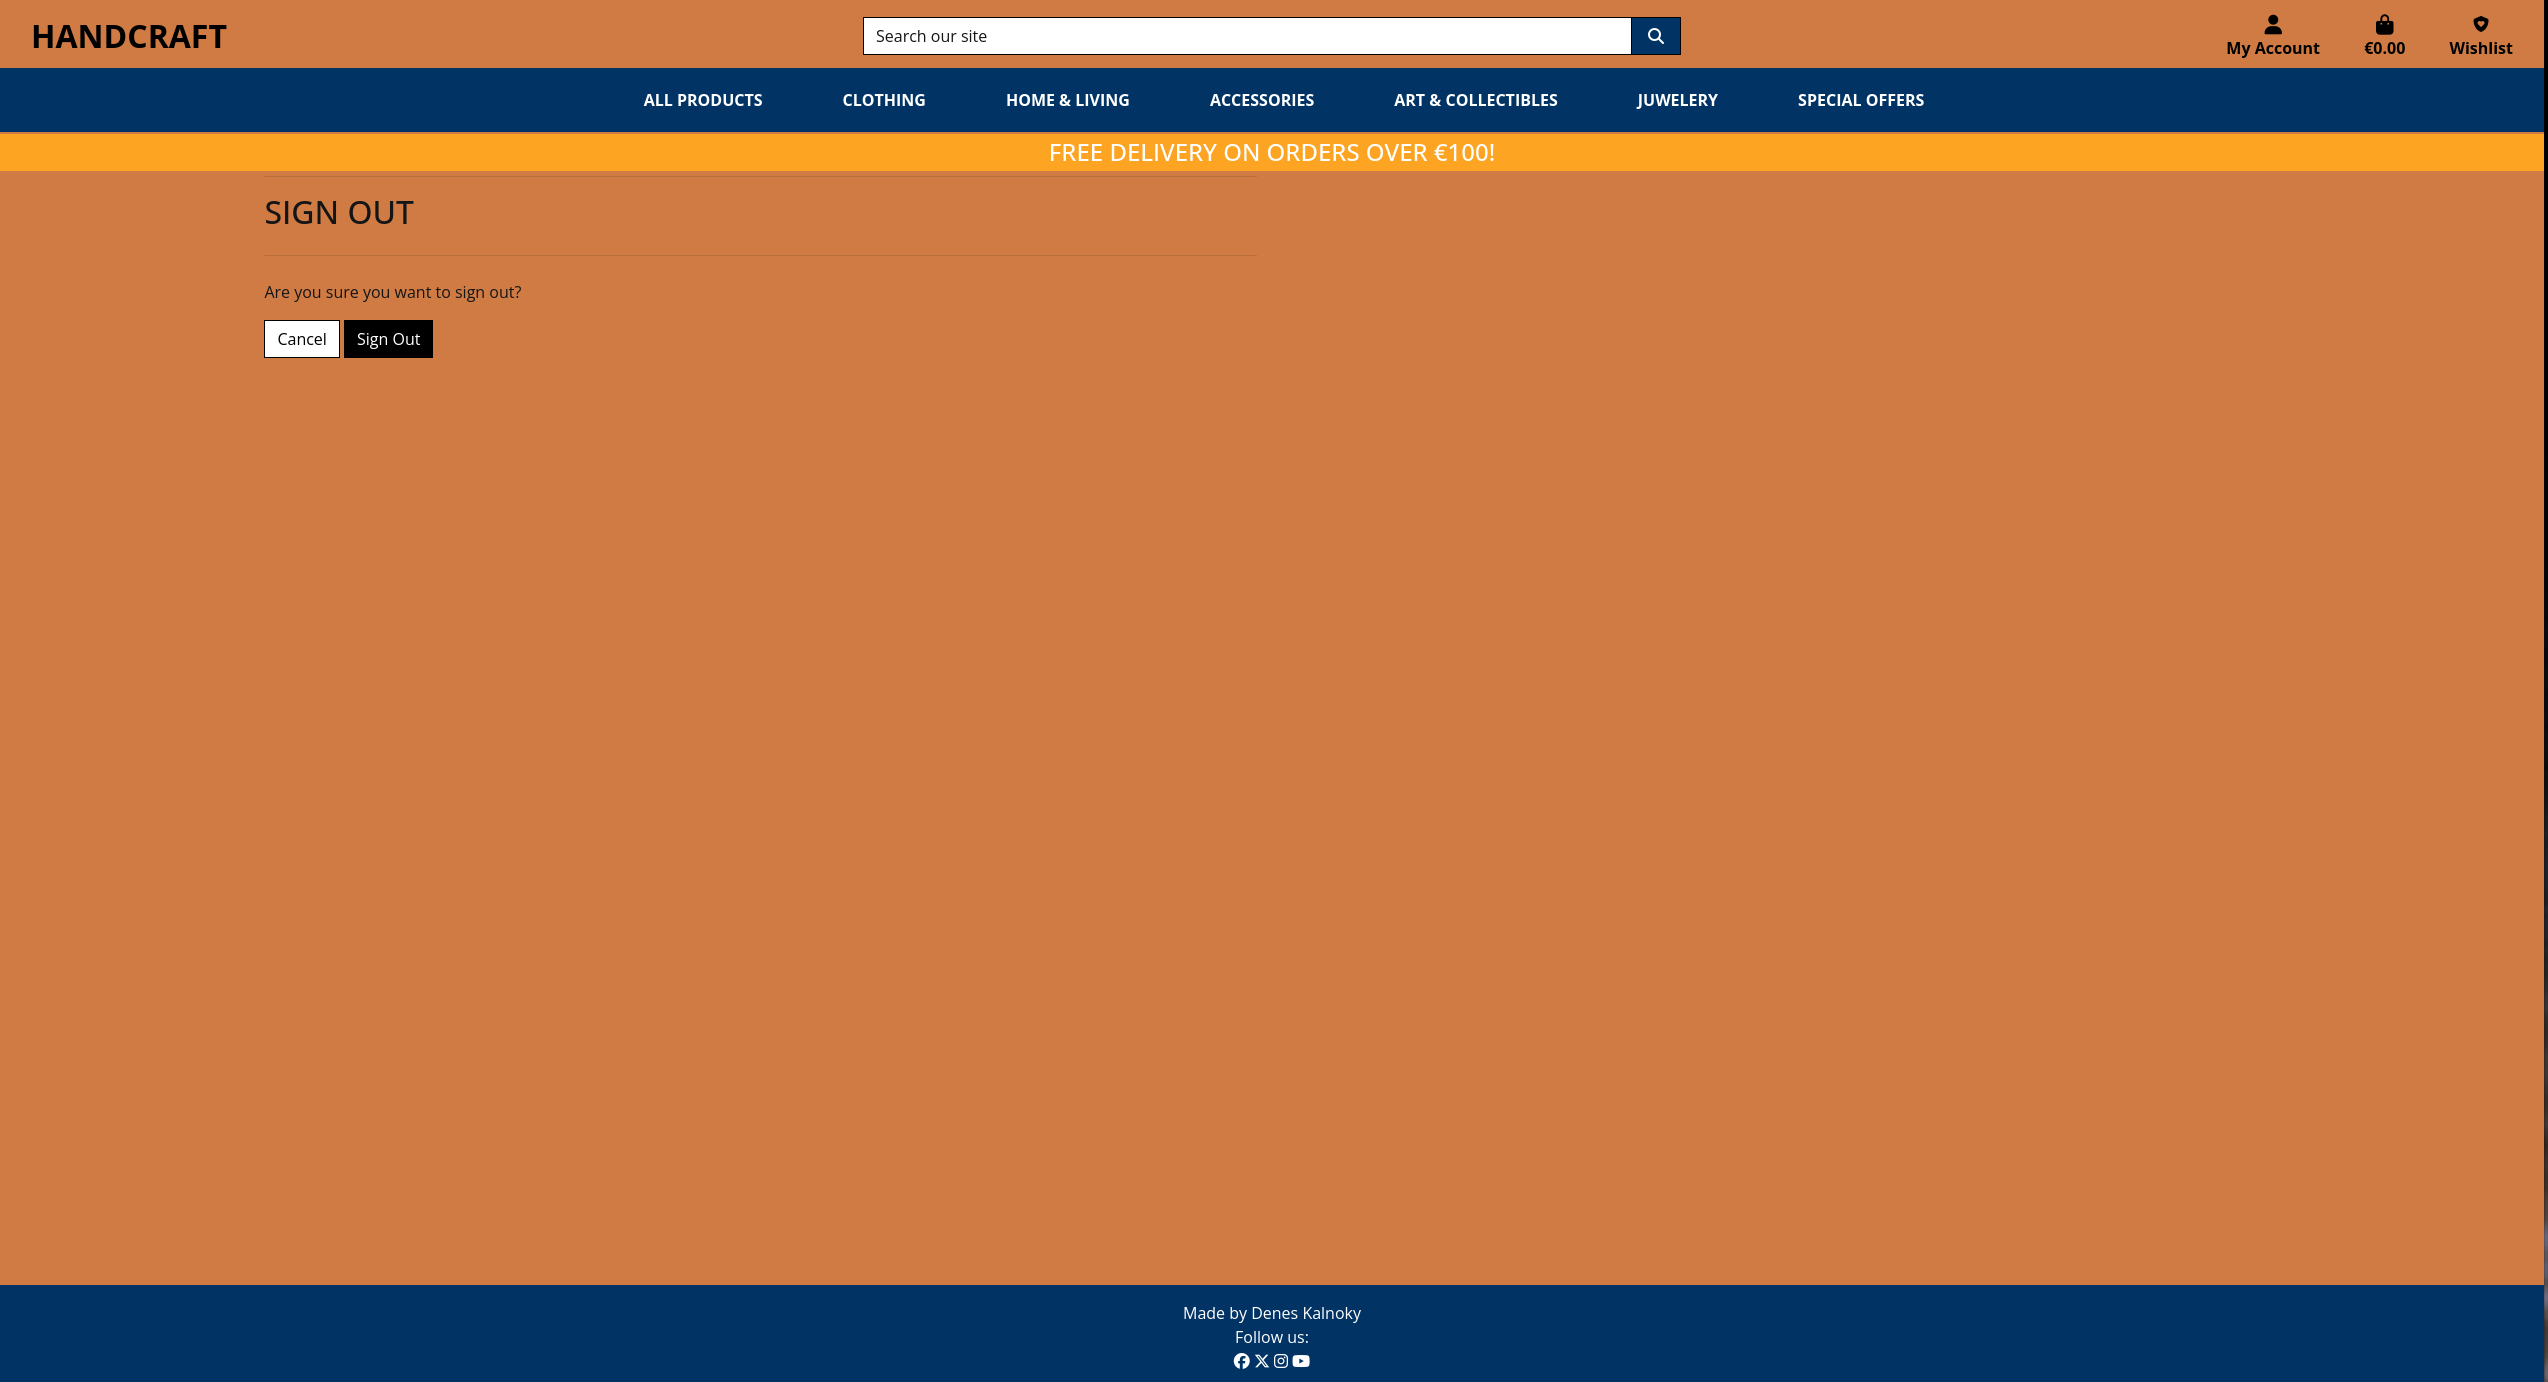 HANDCRAFT
Search our site
My Account
€0.00
Wishlist
ALL PRODUCTS
CLOTHING
HOME & LIVING
ACCESSORIES
ART & COLLECTIBLES
JUWELERY
SPECIAL OFFERS
FREE DELIVERY ON ORDERS OVER €100!
SIGN OUT
Are you sure you want to sign out?
Cancel
Sign Out
Made by Denes Kalnoky
Follow us: